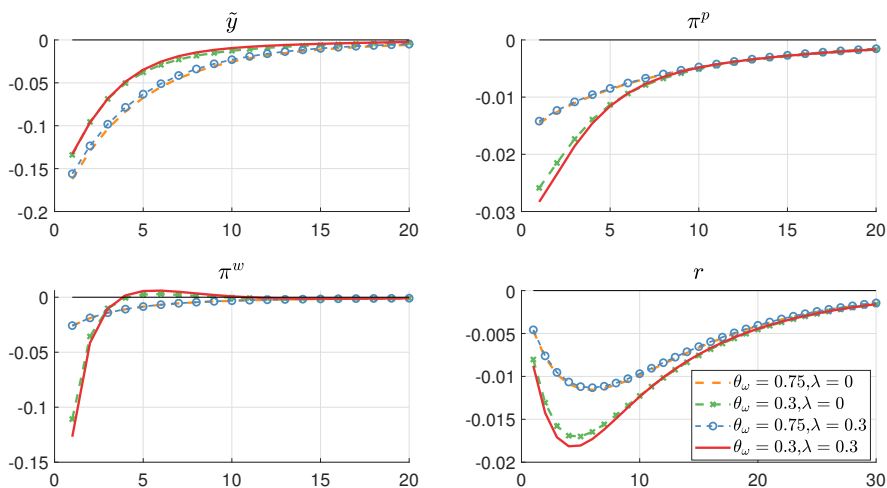 ỹ
0
-0.05
-0.1
-0.15
-0.2
0 5 10 15 20
π^p
0
-0.01
-0.02
-0.03
0 5 10 15 20
π^w
0
-0.05
-0.1
-0.15
0 5 10 15 20
r
0
-0.005
-0.01
-0.015
-0.02
0 10 20 30
θ_ω = 0.75,λ = 0
θ_ω = 0.3,λ = 0
θ_ω = 0.75,λ = 0.3
θ_ω = 0.3,λ = 0.3